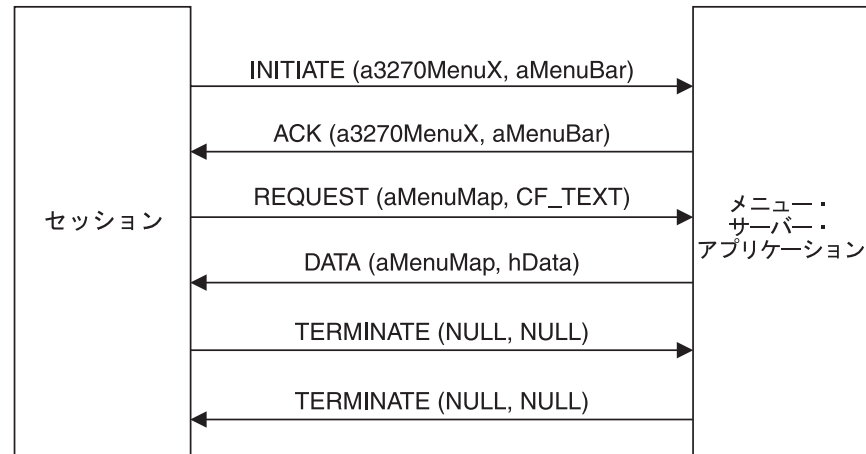 INITIATE (a3270MenuX, aMenuBar)
ACK (a3270MenuX, aMenuBar)
REQUEST (aMenuMap, CF_TEXT)
セッション
メニュー・
サーバー・
アプリケーション
DATA (aMenuMap, hData)
TERMINATE (NULL, NULL)
TERMINATE (NULL, NULL)